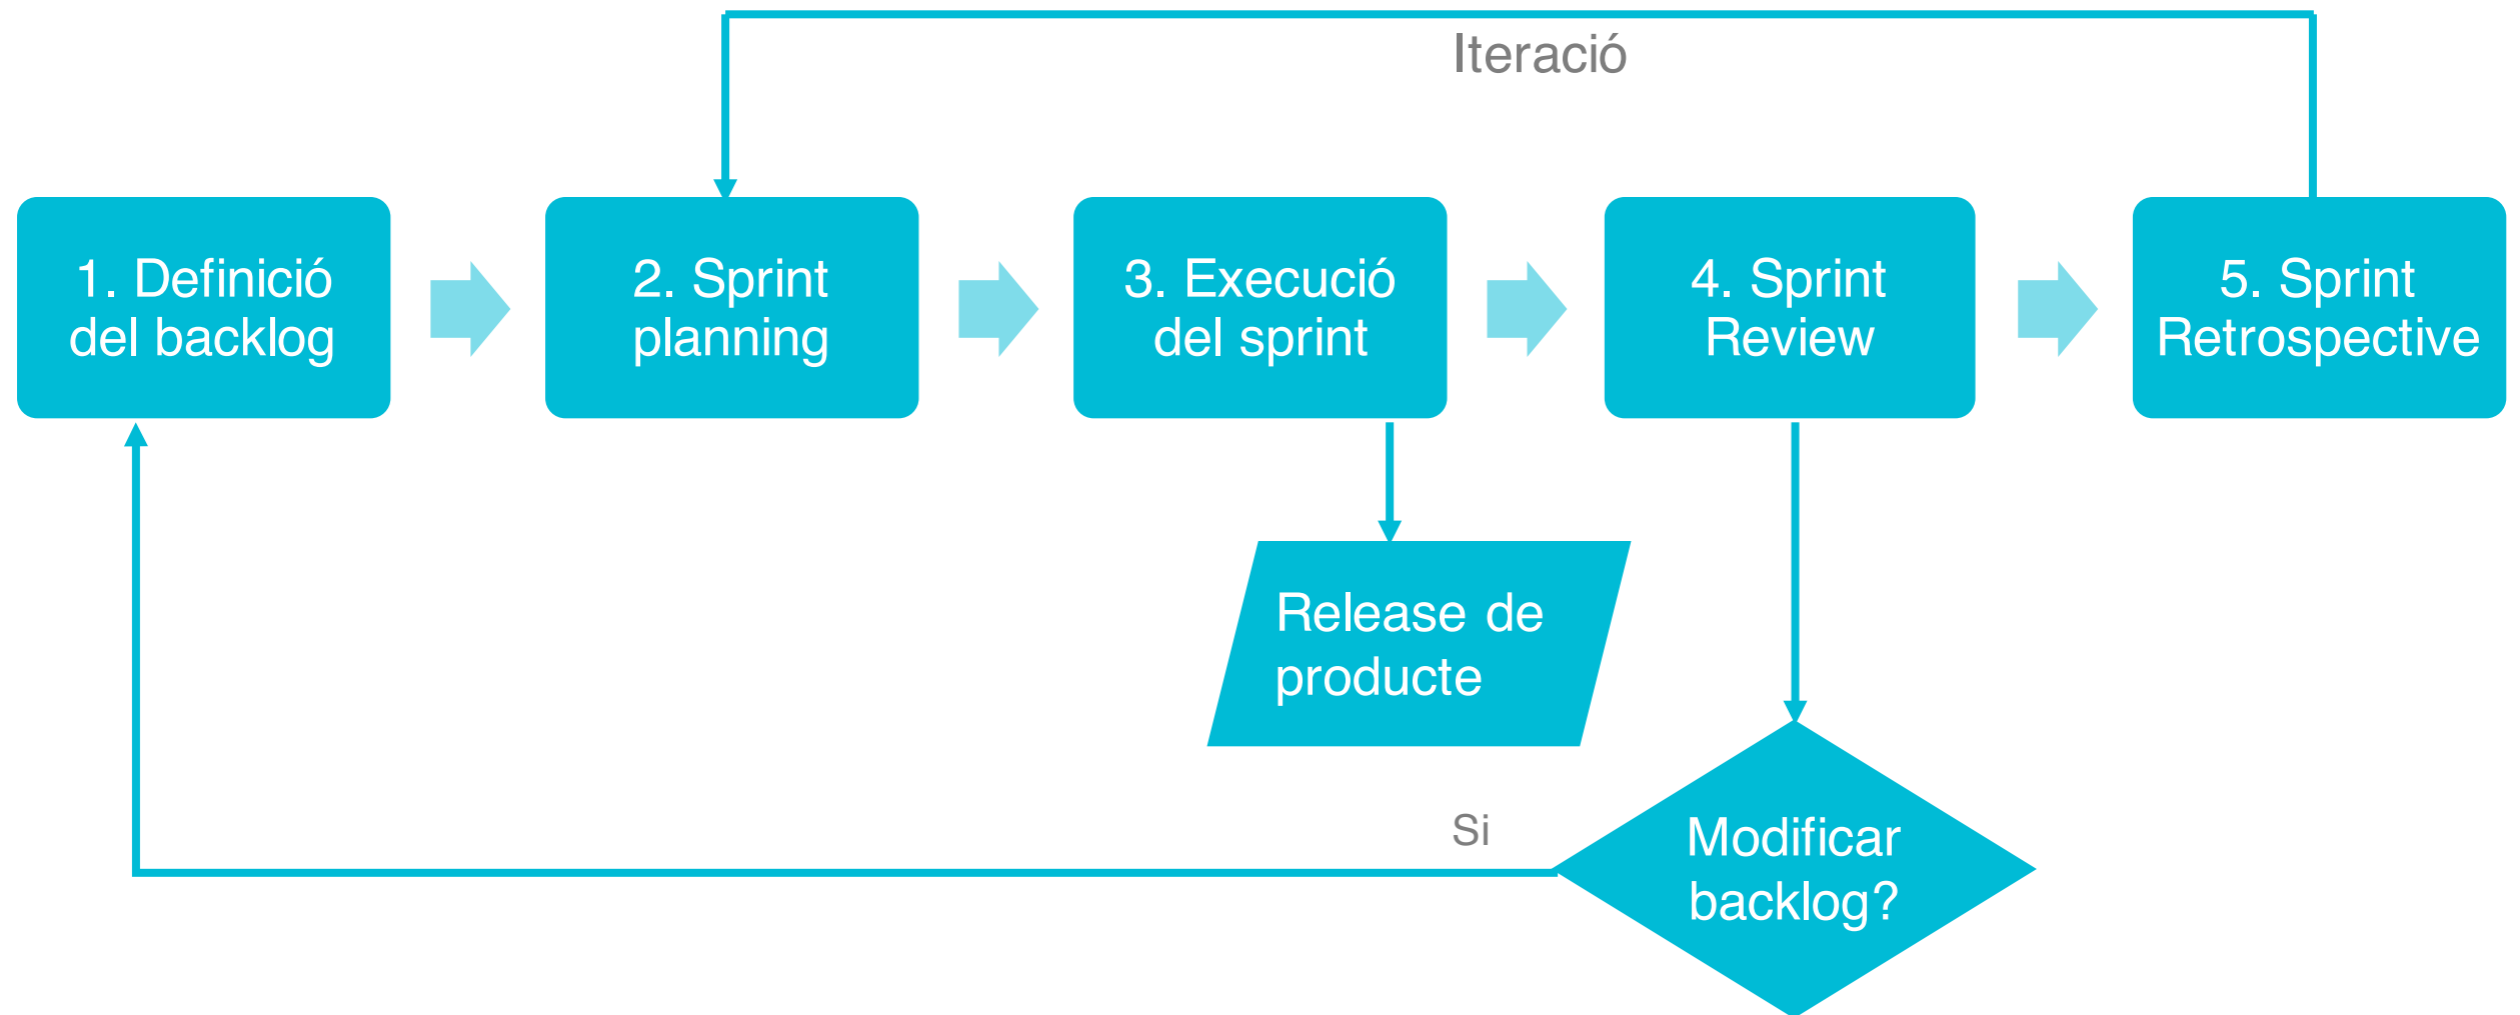 Iteració
1. Definició
del backlog
2. Sprint
planning
3. Execució
del sprint
4. Sprint
Review
5. Sprint
Retrospective
Release de
producte
Si
Modificar
backlog?